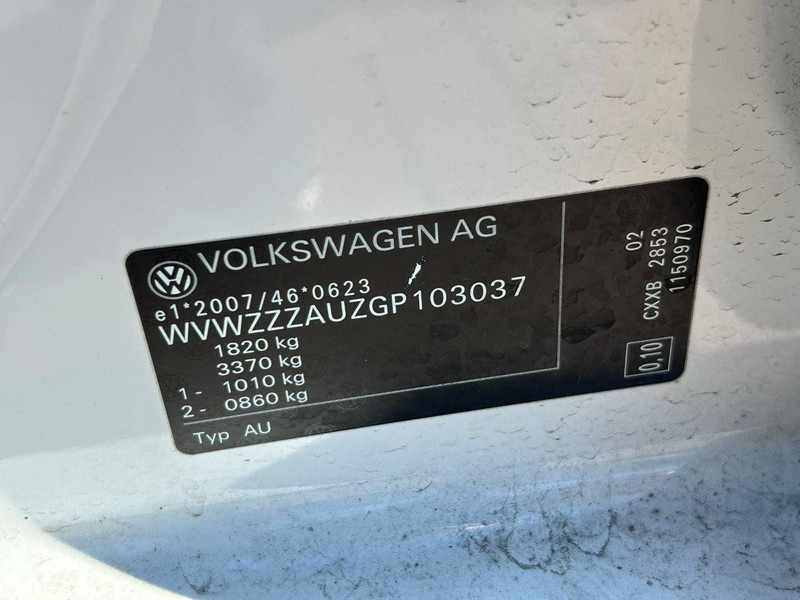 VOLKSWAGEN AG
e1*2007/46*0623
WVWZZZAUZGP103037
1820 kg
3370 kg
1- 1010 kg
2- 0860 kg
Typ AU
02
CXXB 2853
1150970
0,10